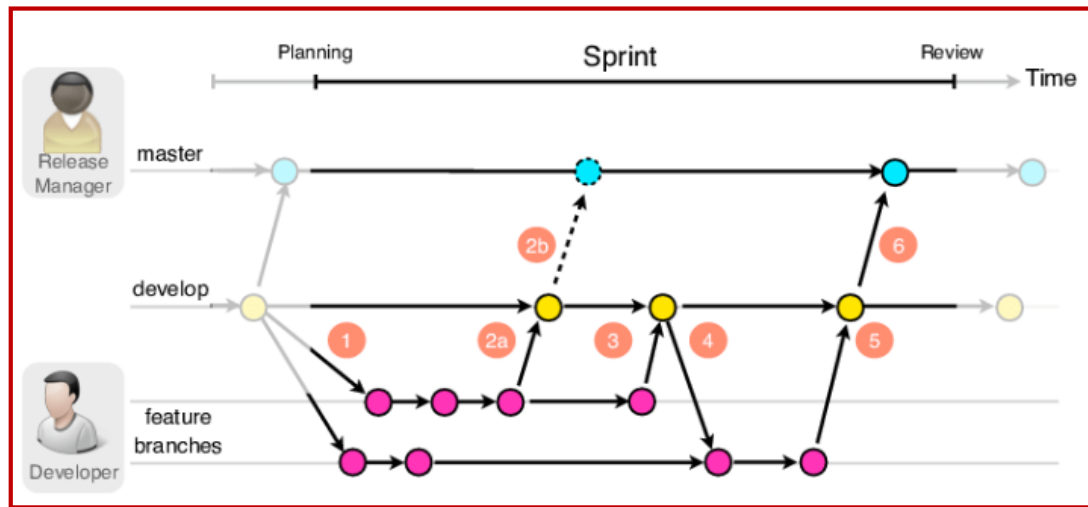 Planning
Sprint
Review
Time
Release
Manager
master
2b
6
develop
1
2a
3
4
5
feature
branches
Developer